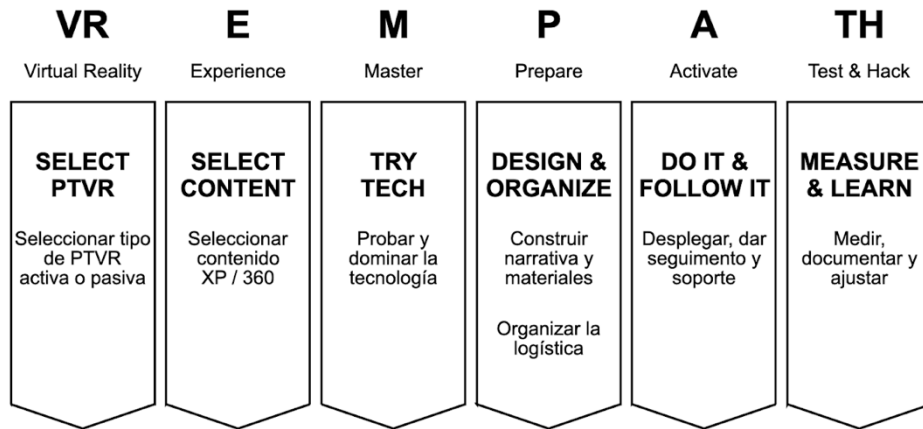 VR
Virtual Reality
SELECT
PTVR
Seleccionar tipo
de PTVR
activa o pasiva
E
Experience
SELECT
CONTENT
Seleccionar
contenido
XP / 360
M
Master
TRY
TECH
Probar y
dominar la
tecnología
P
Prepare
DESIGN &
ORGANIZE
Construir
narrativa y
materiales
Organizar la
logística
A
Activate
DO IT &
FOLLOW IT
Desplegar, dar
seguimiento y
soporte
TH
Test & Hack
MEASURE
& LEARN
Medir,
documentar y
ajustar